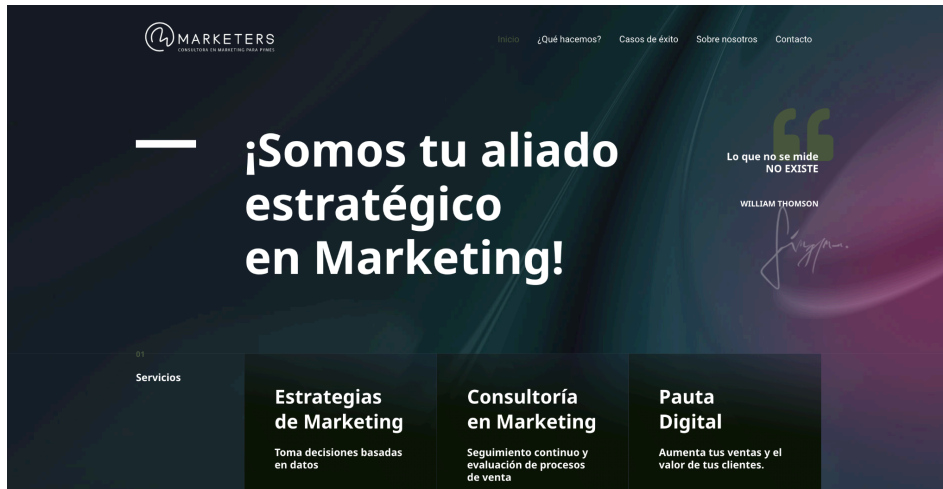 MARKETERS
CONSULTORA EN MARKETING PARA PYMES
Inicio
¿Qué hacemos?
Casos de éxito
Sobre nosotros
Contacto
¡Somos tu aliado
estratégico
en Marketing!
Lo que no se mide
NO EXISTE
WILLIAM THOMSON
01
Servicios
Estrategias
de Marketing
Toma decisiones basadas
en datos
Consultoría
en Marketing
Seguimiento continuo y
evaluación de procesos
de venta
Pauta
Digital
Aumenta tus ventas y el
valor de tus clientes.